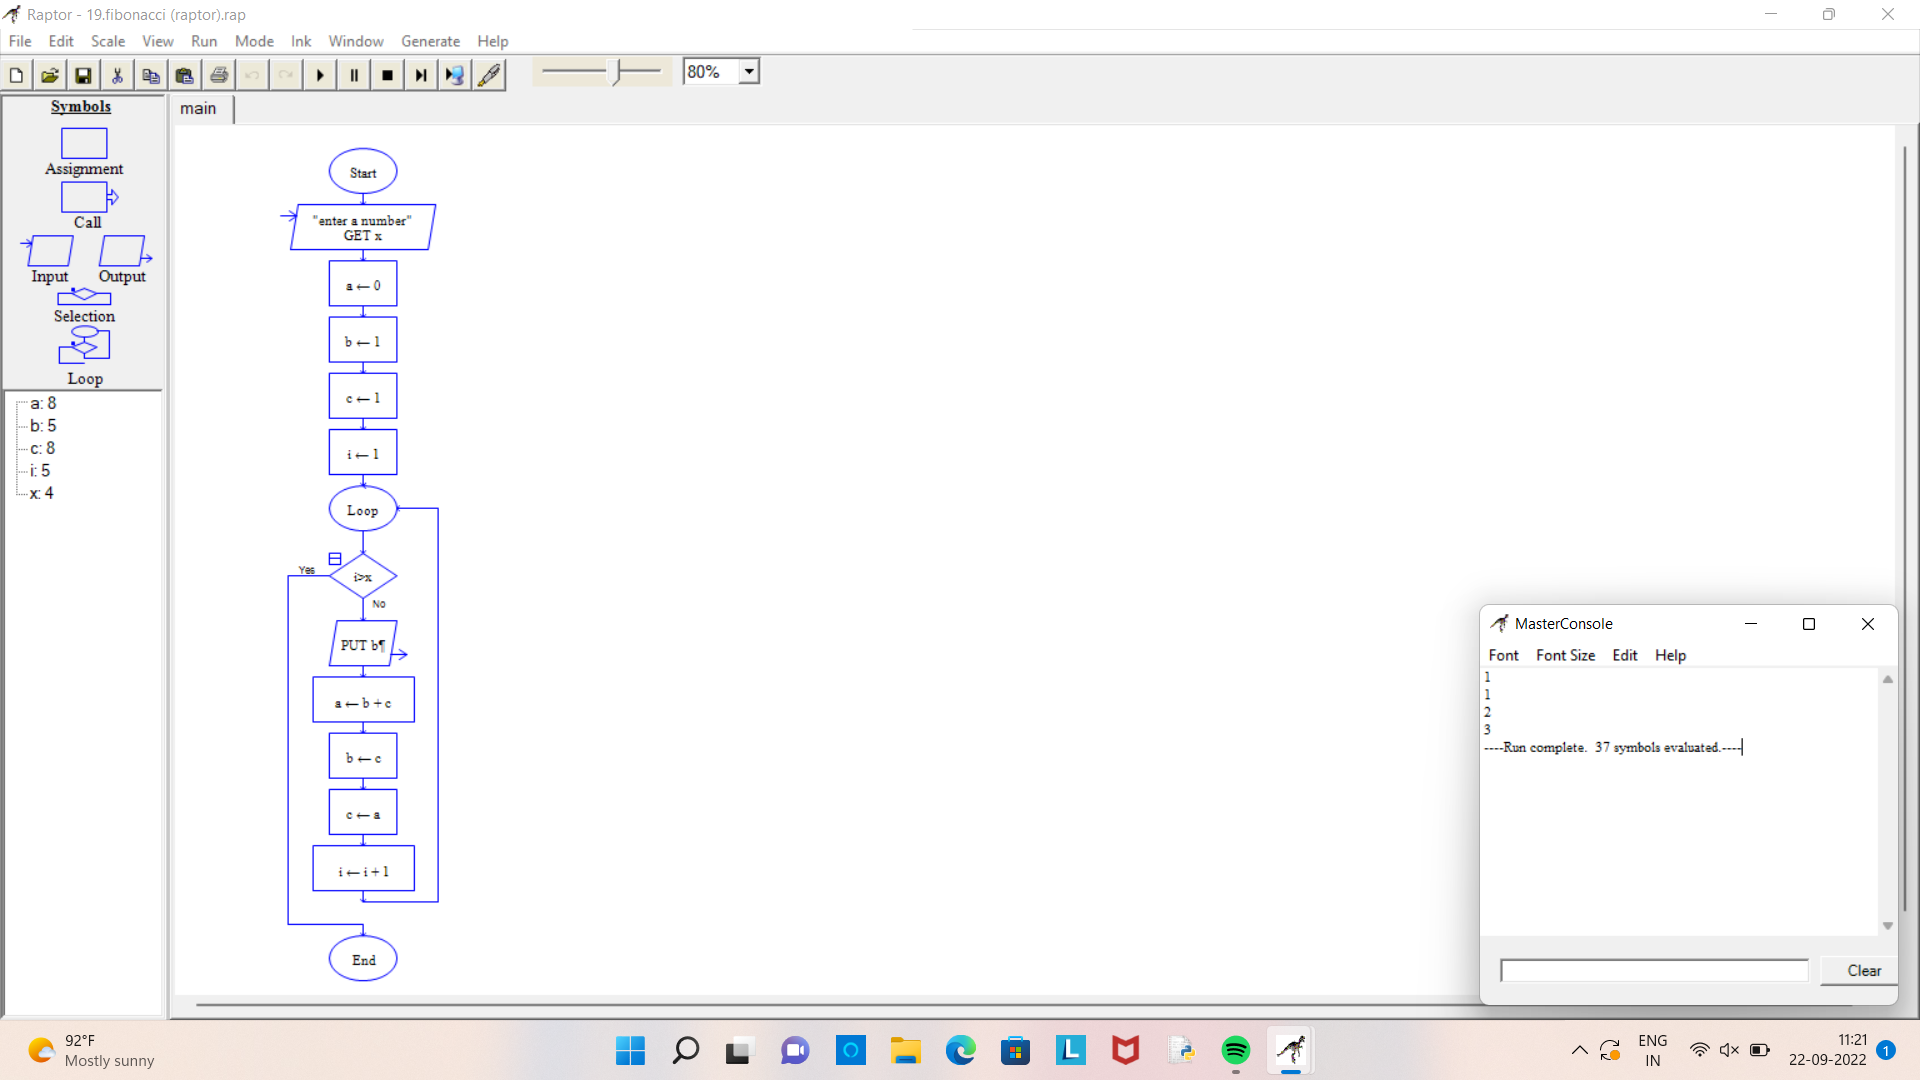 Raptor - 19.fibonacci (raptor).rap
File Edit Scale View Run Mode Ink Window Generate Help
80%
Symbols
Assignment
Call
Input Output
Selection
Loop
a: 8
b: 5
c: 8
i: 5
x: 4
main
Start
"enter a number"
GET x
a ← 0
b ← 1
c ← 1
i ← 1
Loop
Yes
i>x
No
PUT b¶
a ← b + c
b ← c
c ← a
i ← i + 1
End
MasterConsole
Font Font Size Edit Help
1
1
2
3
----Run complete.  37 symbols evaluated.----
Clear
92°F
Mostly sunny
L
ENG
IN
11:21
22-09-2022
1